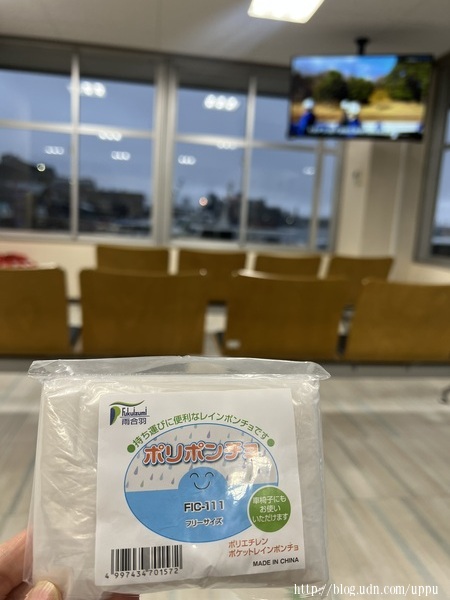 Fukuizumi
雨合羽
●持ち運びに便利なレインポンチョです●
ポリポンチョ
FIC-111
フリーサイズ
車椅子にも
お使い
いただけます
ポリエチレン
ポケットレインポンチョ
MADE IN CHINA
4 997434 701572
http://blog.udn.com/uppu